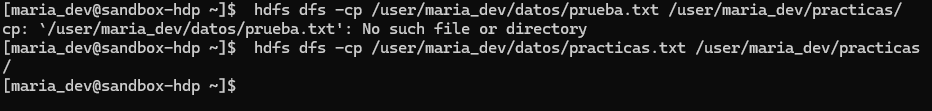 [maria_dev@sandbox-hdp ~]$  hdfs dfs -cp /user/maria_dev/datos/prueba.txt /user/maria_dev/practicas/
cp: `/user/maria_dev/datos/prueba.txt': No such file or directory
[maria_dev@sandbox-hdp ~]$  hdfs dfs -cp /user/maria_dev/datos/practicas.txt /user/maria_dev/practicas
/
[maria_dev@sandbox-hdp ~]$